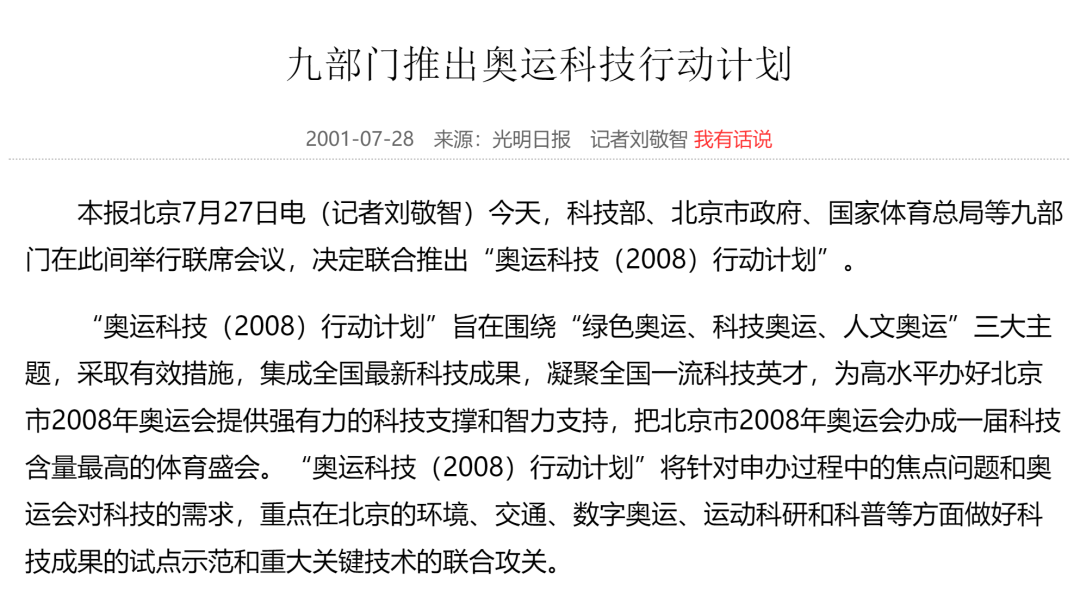 九部门推出奥运科技行动计划
2001-07-28 来源：光明日报 记者刘敬智 我有话说
本报北京7月27日电（记者刘敬智）今天，科技部、北京市政府、国家体育总局等九部
门在此间举行联席会议，决定联合推出“奥运科技（2008）行动计划”。
“奥运科技（2008）行动计划”旨在围绕“绿色奥运、科技奥运、人文奥运”三大主
题，采取有效措施，集成全国最新科技成果，凝聚全国一流科技英才，为高水平办好北京
市2008年奥运会提供强有力的科技支撑和智力支持，把北京市2008年奥运会办成一届科技
含量最高的体育盛会。“奥运科技（2008）行动计划”将针对申办过程中的焦点问题和奥
运会对科技的需求，重点在北京的环境、交通、数字奥运、运动科研和科普等方面做好科
技成果的试点示范和重大关键技术的联合攻关。